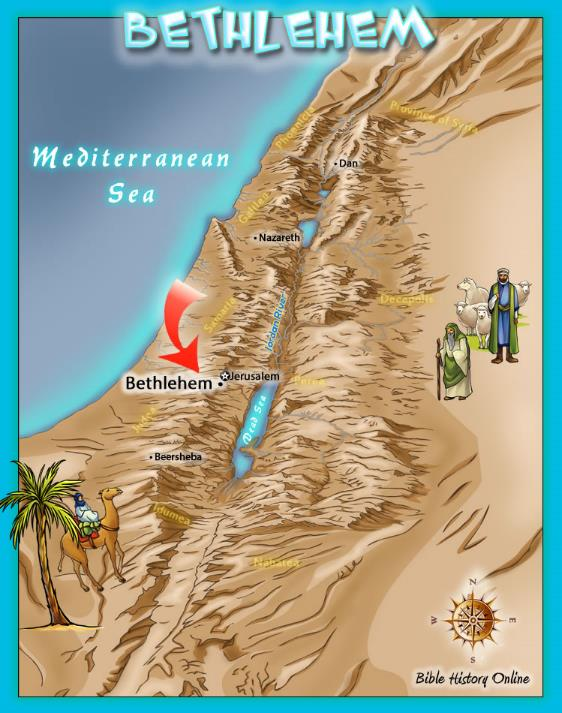 BETHLEHEM
Phoenicia
Province of Syria
Mediterranean
Sea
Dan
Galilee
Nazareth
Decapolis
Samaria
Jordan River
Jerusalem
Bethlehem
Perea
Judea
Dead Sea
Beersheba
Idumea
Nabatea
N
W
E
S
Bible History Online